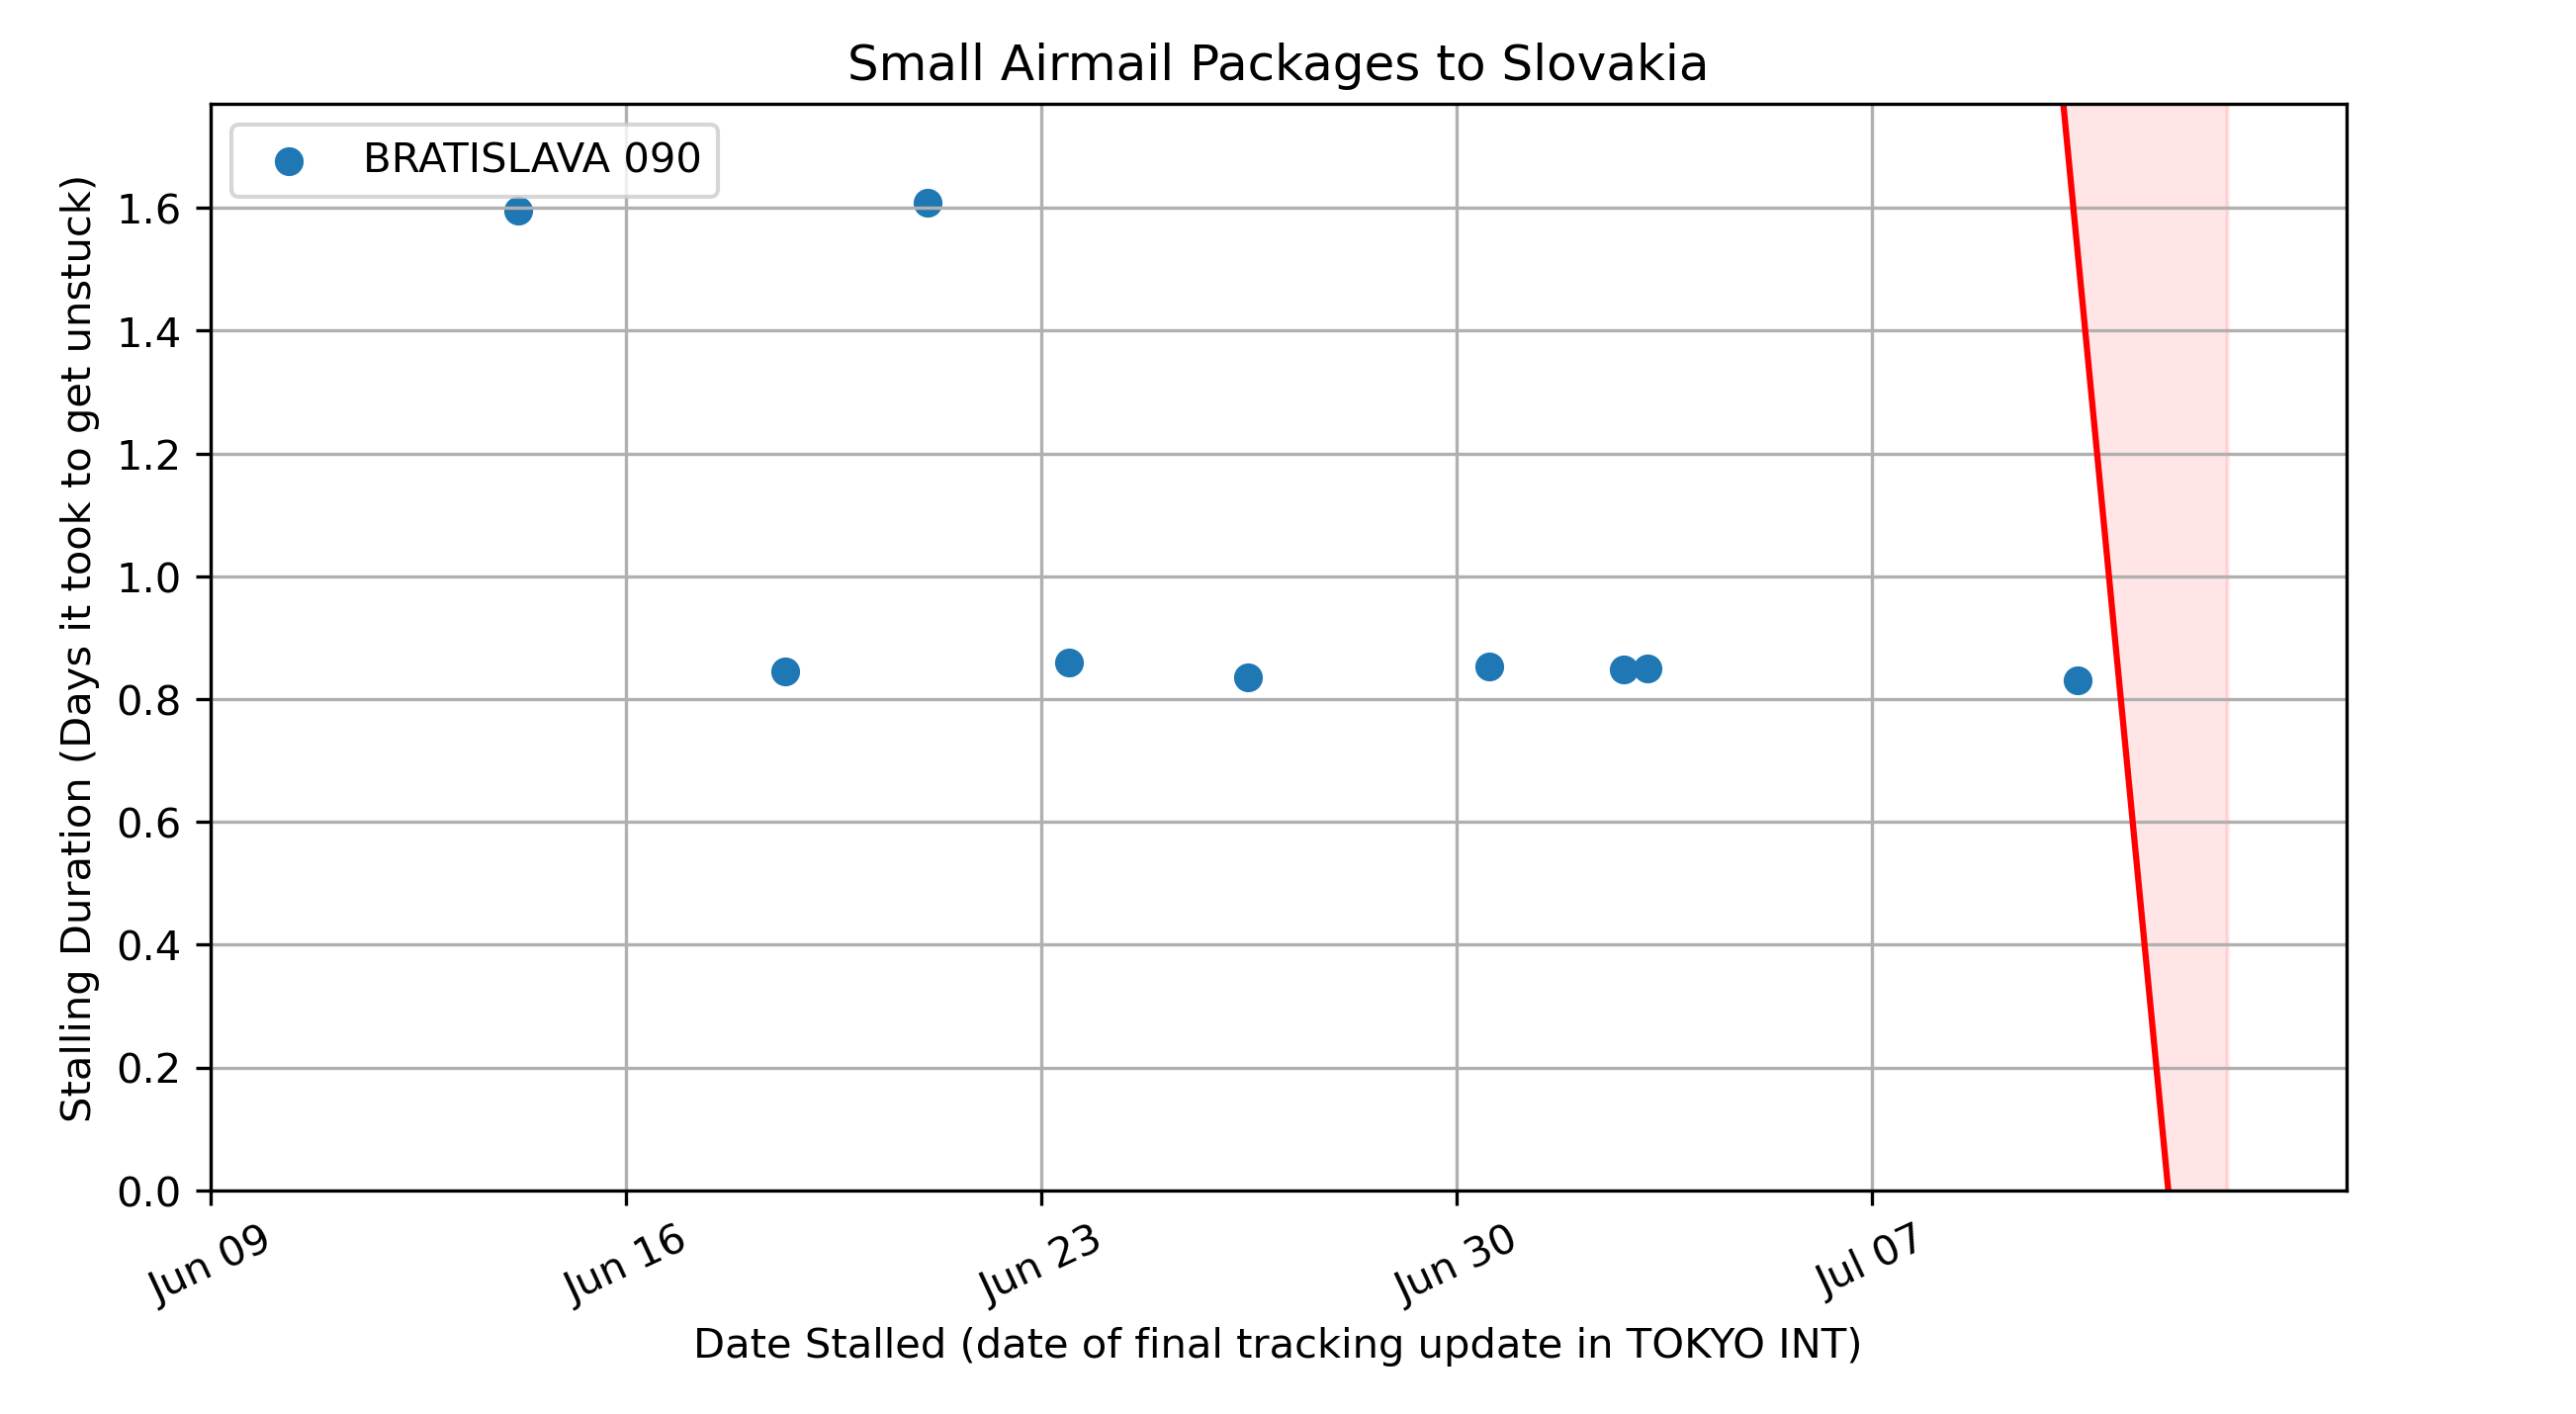 Small Airmail Packages to Slovakia
BRATISLAVA 090
Stalling Duration (Days it took to get unstuck)
1.6
1.4
1.2
1.0
0.8
0.6
0.4
0.2
0.0
Jun 09
Jun 16
Jun 23
Jun 30
Jul 07
Date Stalled (date of final tracking update in TOKYO INT)